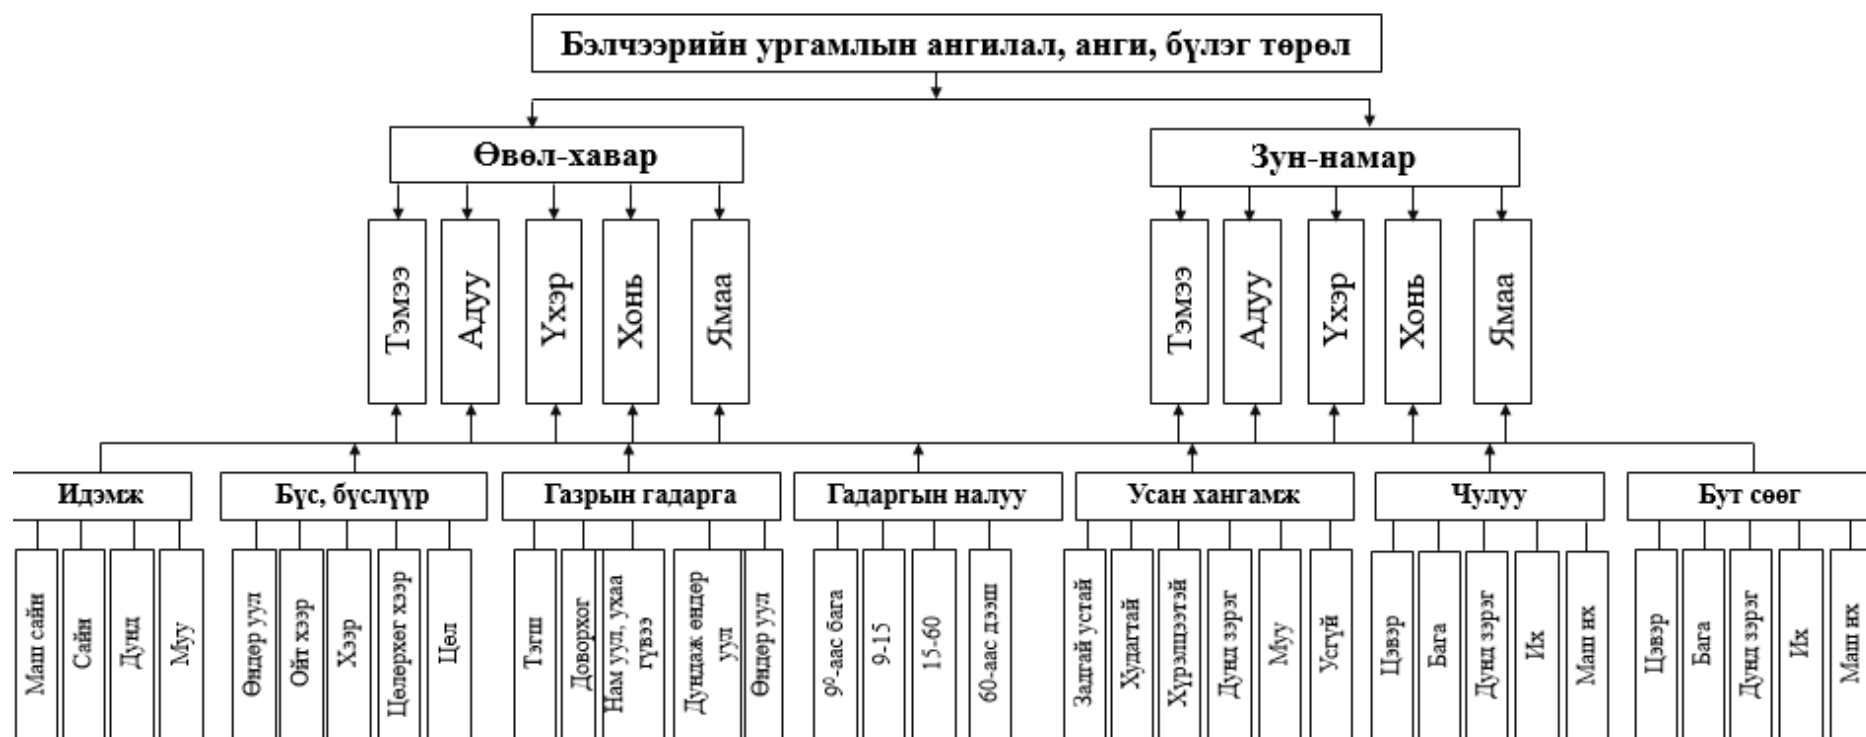 Бэлчээрийн ургамлын ангилал, анги, бүлэг төрөл
Өвөл-хавар
Зун-намар
Тэмээ
Адуу
Үхэр
Хонь
Ямаа
Тэмээ
Адуу
Үхэр
Хонь
Ямаа
Идэмж
Бүс, бүслүүр
Газрын гадарга
Гадаргын налуу
Усан хангамж
Чулуу
Бут сөөг
Маш сайн
Сайн
Дунд
Муу
Өндөр уул
Ойт хээр
Хээр
Цөлөрхөг хээр
Цөл
Тэгш
Доворхог
Нам уул, ухаа
гүвээ
Дундаж өндөр
уул
Өндөр уул
9⁰-аас бага
9-15
15-60
60-аас дээш
Задгай устай
Худагтай
Хүрэлцээтэй
Дунд зэрэг
Муу
Усгүй
Цэвэр
Бага
Дунд зэрэг
Их
Маш их
Цэвэр
Бага
Дунд зэрэг
Их
Маш их